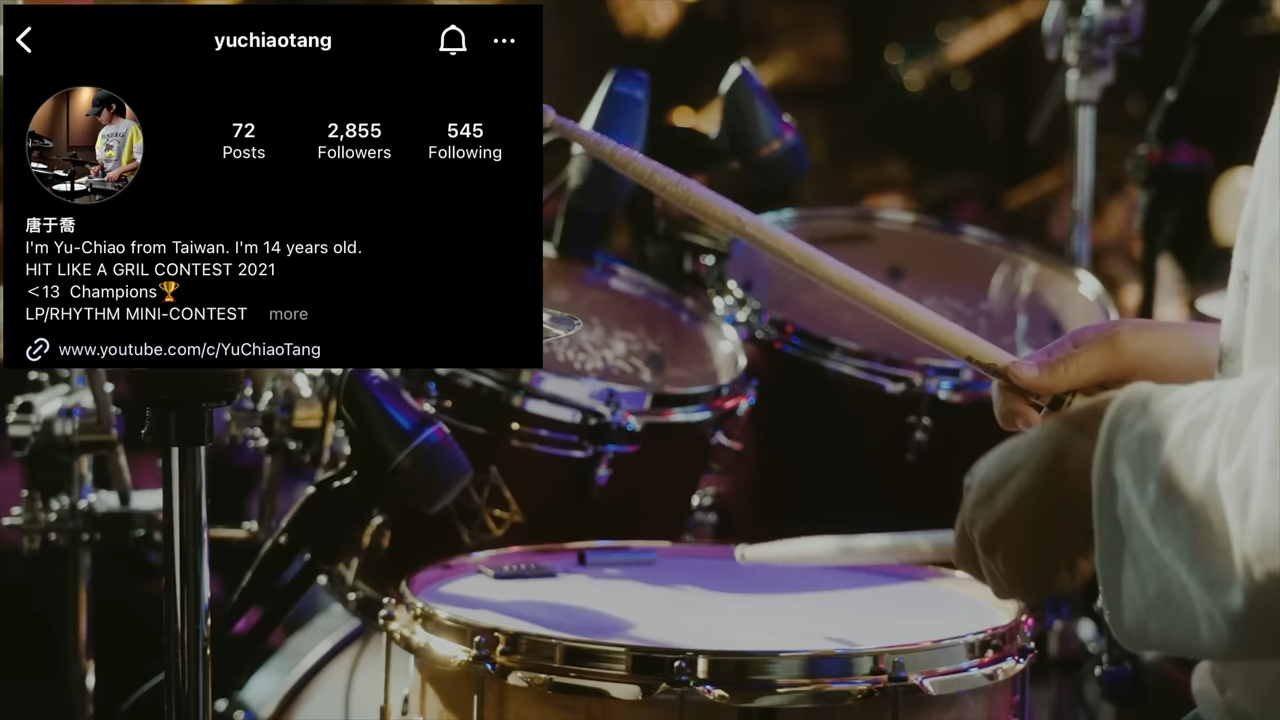 yuchiaotang
72 2,855 545
Posts Followers Following
唐于喬
I'm Yu-Chiao from Taiwan. I'm 14 years old.
HIT LIKE A GRIL CONTEST 2021
<13 Champions🏆
LP/RHYTHM MINI-CONTEST more
www.youtube.com/c/YuChiaoTang